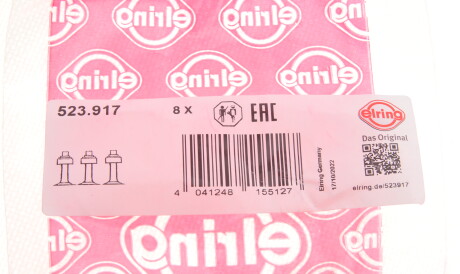 elring
elring
elring
523.917
8 X
EAC
elring
Das Original
4 041248 155127
Elring Germany
17/10/2022
elring.de/523917
elring
elring